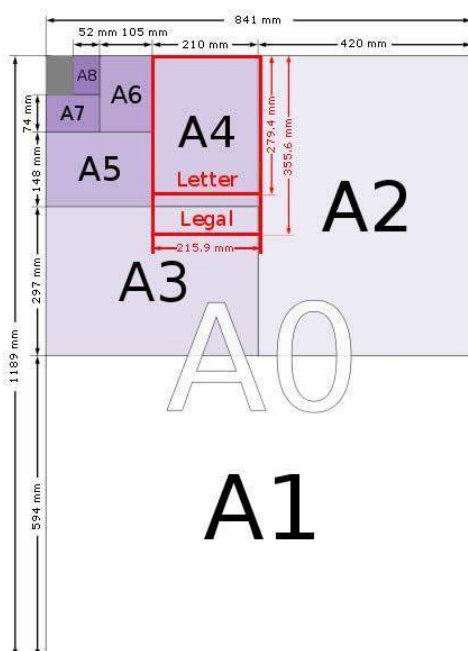 841 mm
52 mm 105 mm
210 mm
420 mm
A8
A7
A6
A4
A5
Letter
Legal
215.9 mm
279.4 mm
355.6 mm
A2
A3
A0
A1
74 mm
148 mm
297 mm
594 mm
1189 mm